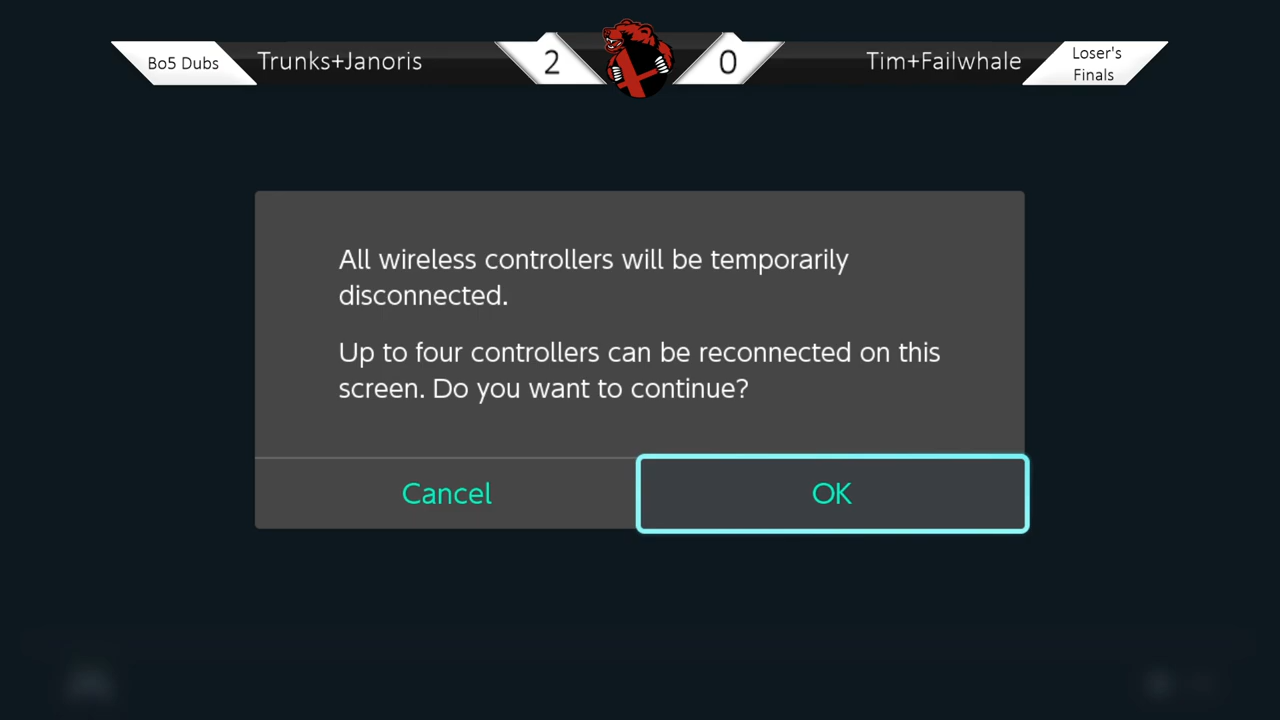 Bo5 Dubs
Trunks+Janoris
2
0
Tim+Failwhale
Loser's
Finals
All wireless controllers will be temporarily
disconnected.
Up to four controllers can be reconnected on this
screen. Do you want to continue?
Cancel
OK